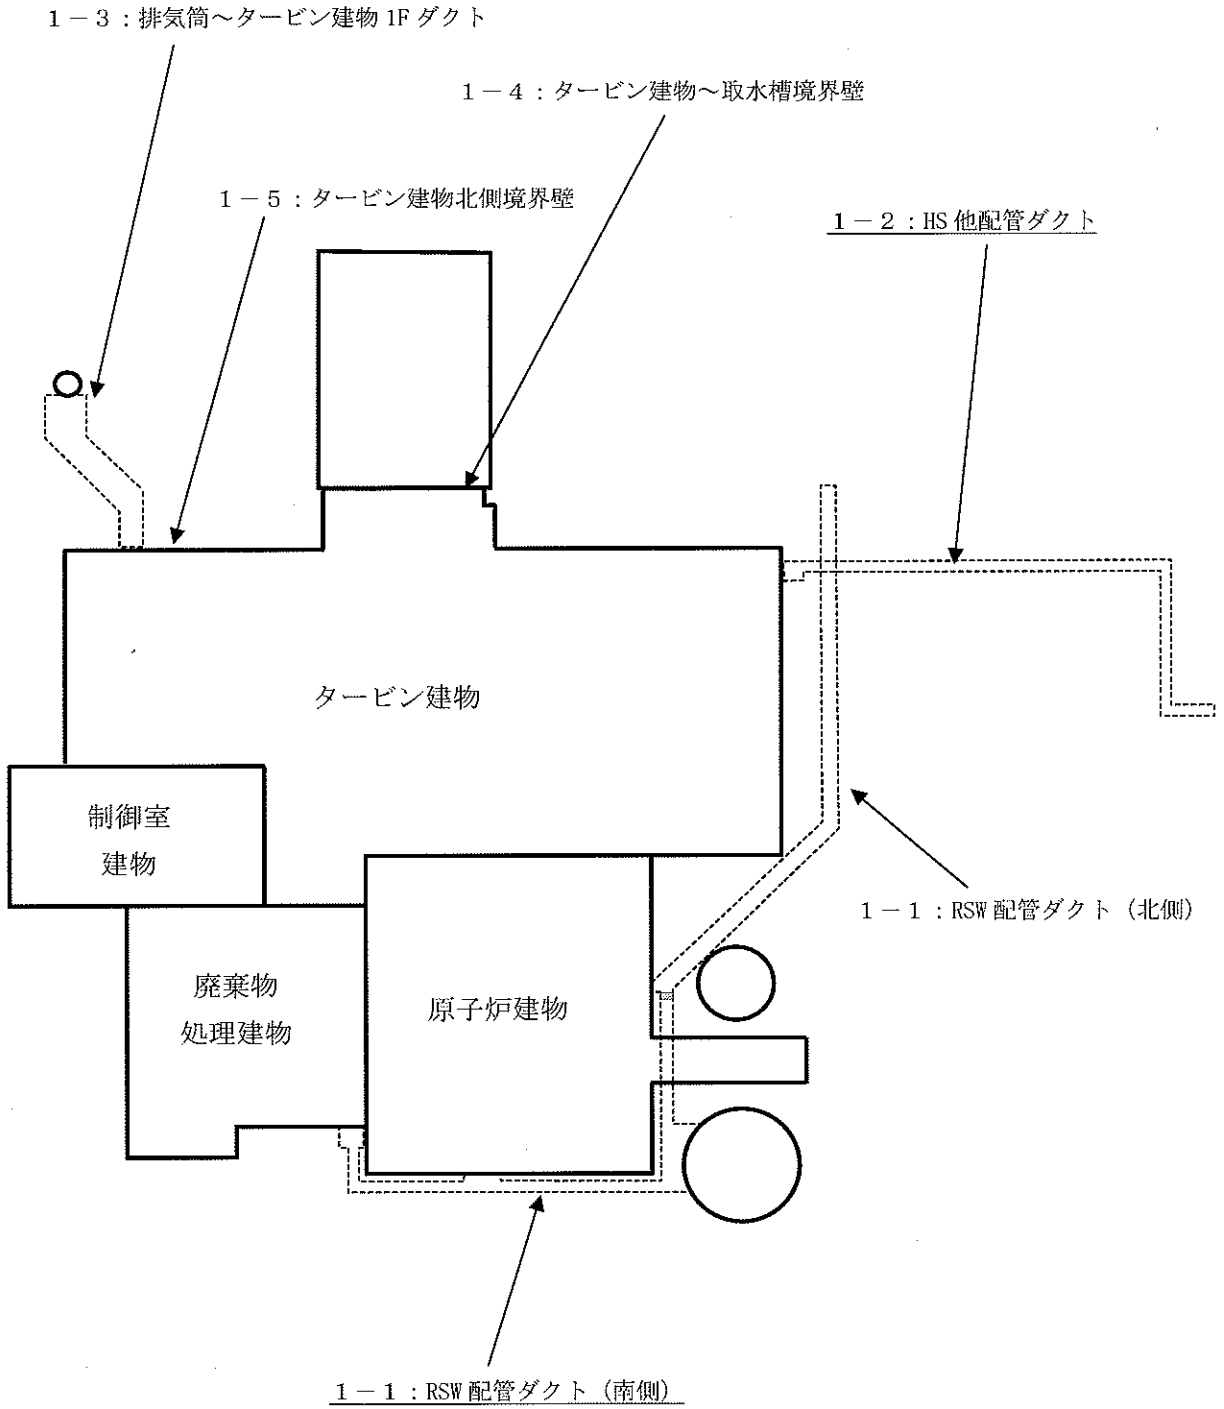 １－３：排気筒～タービン建物 1F ダクト
１－４：タービン建物～取水槽境界壁
１－５：タービン建物北側境界壁
１－２：HS 他配管ダクト
タービン建物
制御室
建物
１－１：RSW 配管ダクト（北側）
廃棄物
処理建物
原子炉建物
１－１：RSW 配管ダクト（南側）